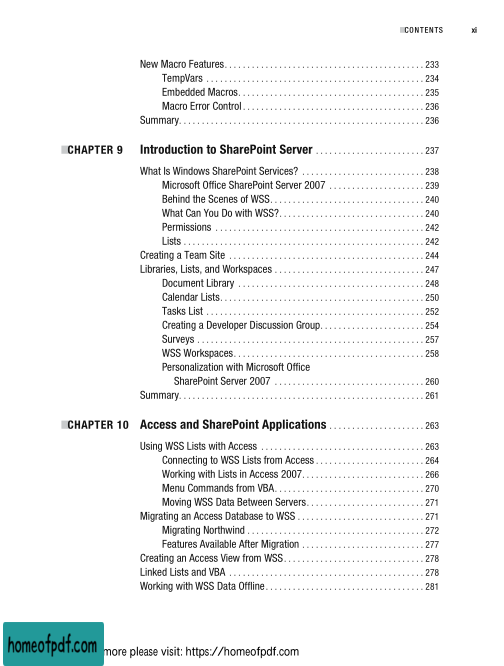 ■CONTENTS xi
New Macro Features. . . . . . . . . . . . . . . . . . . . . . . . . . . . . . . . . . . . . . . . . . . . 233
TempVars . . . . . . . . . . . . . . . . . . . . . . . . . . . . . . . . . . . . . . . . . . . . . . . . 234
Embedded Macros. . . . . . . . . . . . . . . . . . . . . . . . . . . . . . . . . . . . . . . . . 235
Macro Error Control . . . . . . . . . . . . . . . . . . . . . . . . . . . . . . . . . . . . . . . . 236
Summary. . . . . . . . . . . . . . . . . . . . . . . . . . . . . . . . . . . . . . . . . . . . . . . . . . . . . . 236
■CHAPTER 9 Introduction to SharePoint Server . . . . . . . . . . . . . . . . . . . . . . . . 237
What Is Windows SharePoint Services? . . . . . . . . . . . . . . . . . . . . . . . . . . . 238
Microsoft Office SharePoint Server 2007 . . . . . . . . . . . . . . . . . . . . . 239
Behind the Scenes of WSS. . . . . . . . . . . . . . . . . . . . . . . . . . . . . . . . . . 240
What Can You Do with WSS?. . . . . . . . . . . . . . . . . . . . . . . . . . . . . . . . 240
Permissions . . . . . . . . . . . . . . . . . . . . . . . . . . . . . . . . . . . . . . . . . . . . . . 242
Lists . . . . . . . . . . . . . . . . . . . . . . . . . . . . . . . . . . . . . . . . . . . . . . . . . . . . . 242
Creating a Team Site . . . . . . . . . . . . . . . . . . . . . . . . . . . . . . . . . . . . . . . . . . . 244
Libraries, Lists, and Workspaces . . . . . . . . . . . . . . . . . . . . . . . . . . . . . . . . . 247
Document Library . . . . . . . . . . . . . . . . . . . . . . . . . . . . . . . . . . . . . . . . . 248
Calendar Lists. . . . . . . . . . . . . . . . . . . . . . . . . . . . . . . . . . . . . . . . . . . . . 250
Tasks List . . . . . . . . . . . . . . . . . . . . . . . . . . . . . . . . . . . . . . . . . . . . . . . . 252
Creating a Developer Discussion Group. . . . . . . . . . . . . . . . . . . . . . . 254
Surveys . . . . . . . . . . . . . . . . . . . . . . . . . . . . . . . . . . . . . . . . . . . . . . . . . . 257
WSS Workspaces. . . . . . . . . . . . . . . . . . . . . . . . . . . . . . . . . . . . . . . . . . 258
Personalization with Microsoft Office
SharePoint Server 2007 . . . . . . . . . . . . . . . . . . . . . . . . . . . . . . . . . 260
Summary. . . . . . . . . . . . . . . . . . . . . . . . . . . . . . . . . . . . . . . . . . . . . . . . . . . . . . 261
■CHAPTER 10 Access and SharePoint Applications . . . . . . . . . . . . . . . . . . . . . 263
Using WSS Lists with Access . . . . . . . . . . . . . . . . . . . . . . . . . . . . . . . . . . . . 263
Connecting to WSS Lists from Access . . . . . . . . . . . . . . . . . . . . . . . . 264
Working with Lists in Access 2007. . . . . . . . . . . . . . . . . . . . . . . . . . . 266
Menu Commands from VBA. . . . . . . . . . . . . . . . . . . . . . . . . . . . . . . . . 270
Moving WSS Data Between Servers. . . . . . . . . . . . . . . . . . . . . . . . . . 271
Migrating an Access Database to WSS . . . . . . . . . . . . . . . . . . . . . . . . . . . . 271
Migrating Northwind . . . . . . . . . . . . . . . . . . . . . . . . . . . . . . . . . . . . . . . 272
Features Available After Migration . . . . . . . . . . . . . . . . . . . . . . . . . . . 277
Creating an Access View from WSS. . . . . . . . . . . . . . . . . . . . . . . . . . . . . . . 278
Linked Lists and VBA . . . . . . . . . . . . . . . . . . . . . . . . . . . . . . . . . . . . . . . . . . . 278
Working with WSS Data Offline. . . . . . . . . . . . . . . . . . . . . . . . . . . . . . . . . . . 281
homeofpdf.com more please visit: https://homeofpdf.com